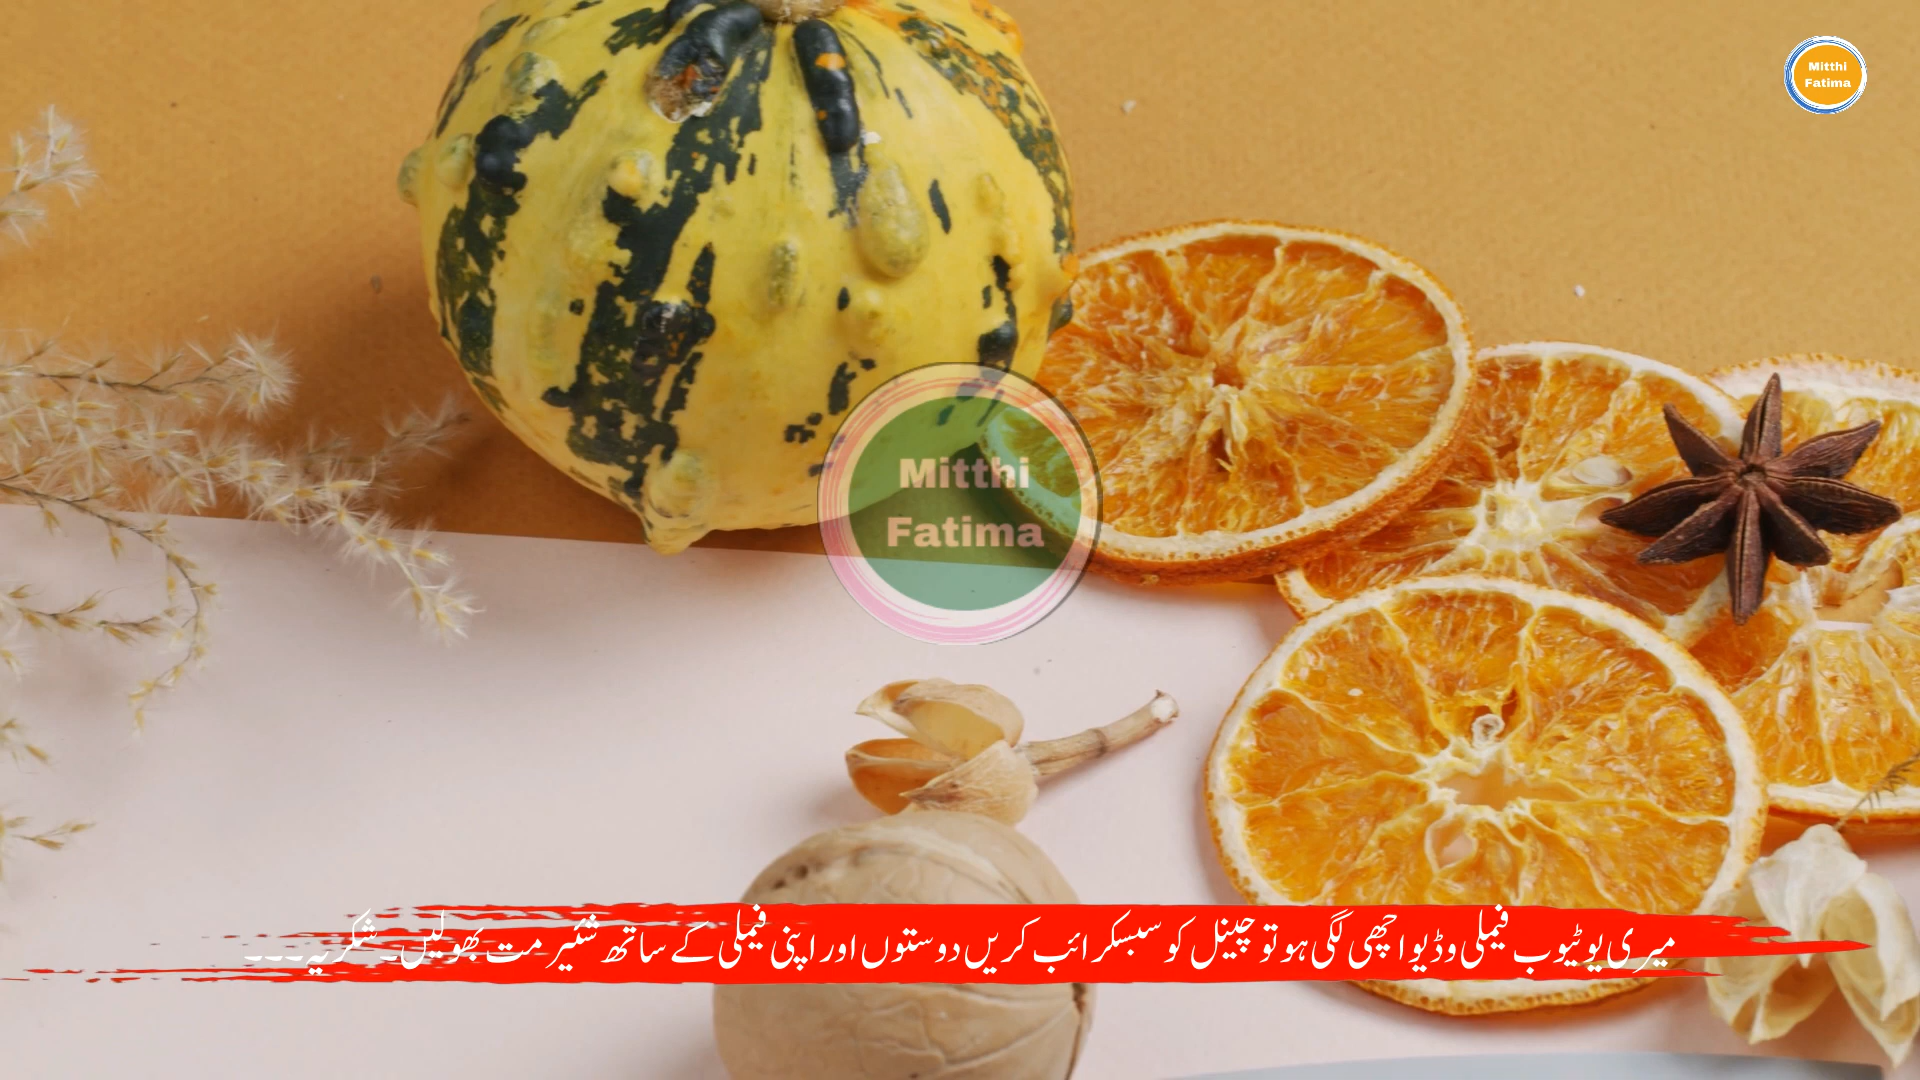 Mitthi
Fatima
Mitthi
Fatima
میری یوٹیوب فیملی وڈیو اچھی لگی ہو تو چینل کو سبسکرائب کریں دوستوں اور اپنی فیملی کے ساتھ شئیر مت بھولیں۔ شکریہ۔۔۔